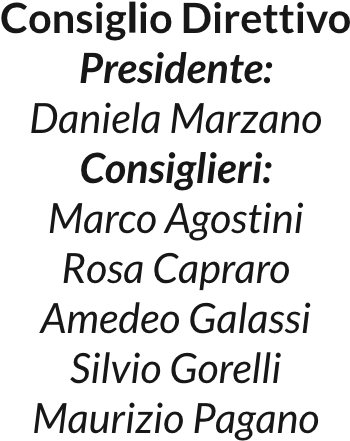 Consiglio Direttivo
Presidente:
Daniela Marzano
Consiglieri:
Marco Agostini
Rosa Capraro
Amedeo Galassi
Silvio Gorelli
Maurizio Pagano